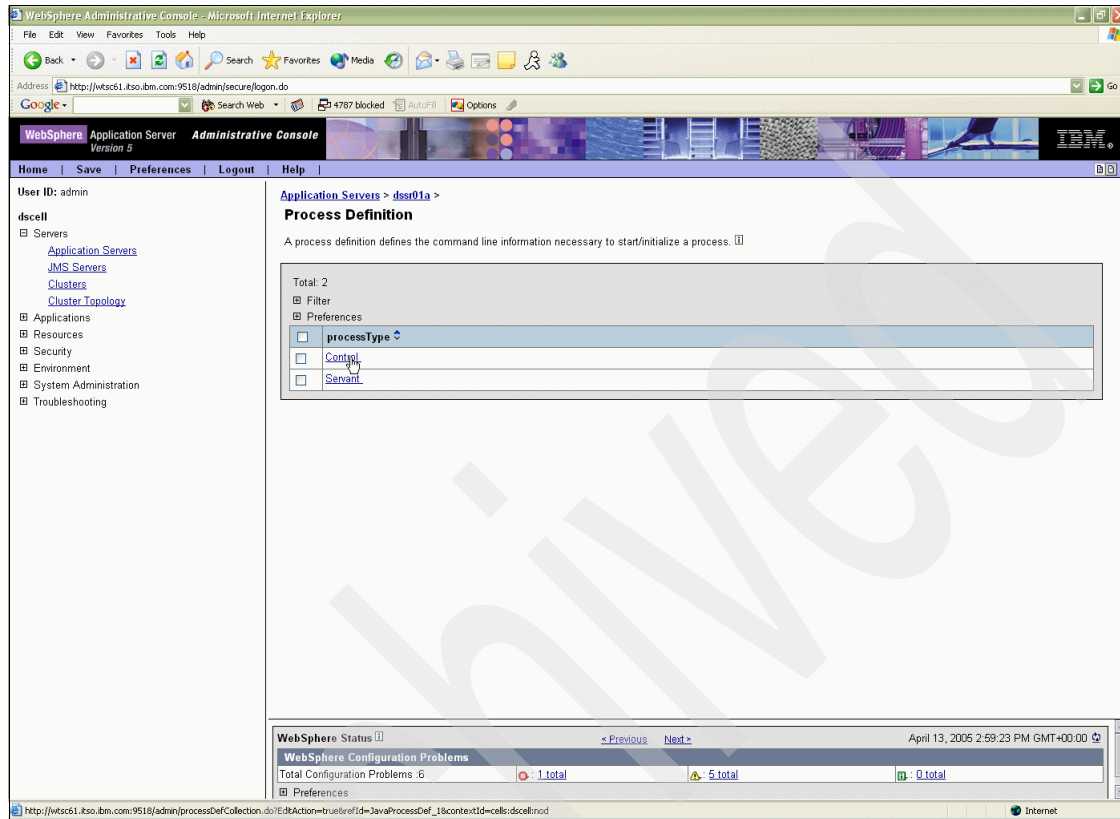 WebSphere Administrative Console - Microsoft Internet Explorer
File Edit View Favorites Tools Help
Back Search Favorites Media
Address http://wtsc61.itso.ibm.com:9518/admin/secure/logon.do Go
Google Search Web 4787 blocked AutoFill Options
WebSphere Application Server Administrative Console
Version 5
IBM
Home | Save | Preferences | Logout | Help |
User ID: admin
dscell
Servers
Application Servers
JMS Servers
Clusters
Cluster Topology
Applications
Resources
Security
Environment
System Administration
Troubleshooting
Application Servers > dssr01a >
Process Definition
A process definition defines the command line information necessary to start/initialize a process.
Total: 2
Filter
Preferences
processType
Control
Servant
WebSphere Status < Previous Next > April 13, 2005 2:59:23 PM GMT+00:00
WebSphere Configuration Problems
Total Configuration Problems :6 : 1 total : 5 total : 0 total
Preferences
http://wtsc61.itso.ibm.com:9518/admin/processDefCollection.do?EditAction=true&refId=JavaProcessDef_1&contextId=cells:dscell:nod Internet
hived